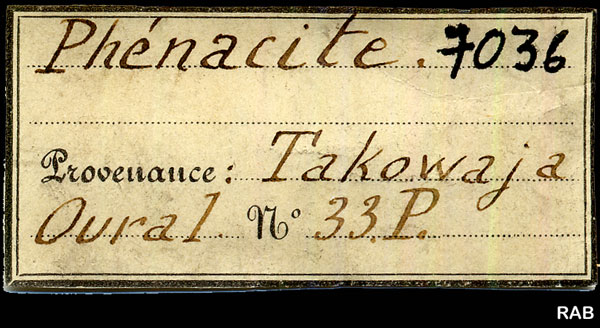 Phénacite. 7036
Provenance: Takowaja
Oural. Nº 33.P.
RAB